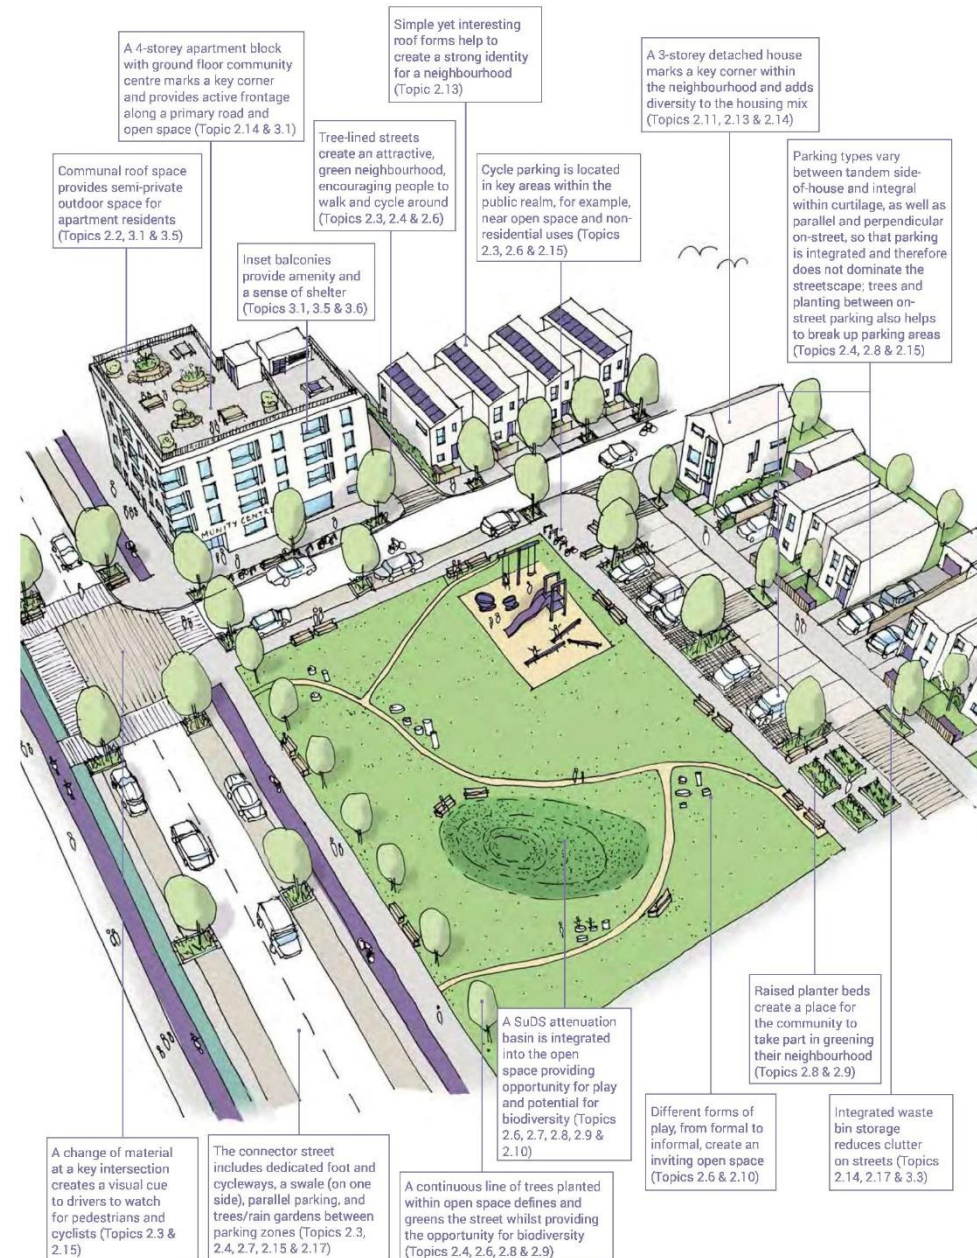 Simple yet interesting
roof forms help to
create a strong identity
for a neighbourhood
(Topic 2.13)
A 4-storey apartment block
with ground floor community
centre marks a key corner
and provides active frontage
along a primary road and
open space (Topic 2.14 & 3.1)
A 3-storey detached house
marks a key corner within
the neighbourhood and adds
diversity to the housing mix
(Topics 2.11, 2.13 & 2.14)
Tree-lined streets
create an attractive,
green neighbourhood,
encouraging people to
walk and cycle around
(Topics 2.3, 2.4 & 2.6)
Communal roof space
provides semi-private
outdoor space for
apartment residents
(Topics 2.2, 3.1 & 3.5)
Cycle parking is located
in key areas within the
public realm, for example,
near open space and non-
residential uses (Topics
2.3, 2.6 & 2.15)
Parking types vary
between tandem side-
of-house and integral
within curtilage, as well as
parallel and perpendicular
on-street, so that parking
is integrated and therefore
does not dominate the
streetscape; trees and
planting between on-
street parking also helps
to break up parking areas
(Topics 2.4, 2.8 & 2.15)
Inset balconies
provide amenity and
a sense of shelter
(Topics 3.1, 3.5 & 3.6)
MUNITY CENTR
Raised planter beds
create a place for
the community to
take part in greening
their neighbourhood
(Topics 2.8 & 2.9)
A SuDS attenuation
basin is integrated
into the open
space providing
opportunity for play
and potential for
biodiversity (Topics
2.6, 2.7, 2.8, 2.9 &
2.10)
Different forms of
play, from formal to
informal, create an
inviting open space
(Topics 2.6 & 2.10)
Integrated waste
bin storage
reduces clutter
on streets (Topics
2.14, 2.17 & 3.3)
A change of material
at a key intersection
creates a visual cue
to drivers to watch
for pedestrians and
cyclists (Topics 2.3 &
2.15)
The connector street
includes dedicated foot and
cycleways, a swale (on one
side), parallel parking, and
trees/rain gardens between
parking zones (Topics 2.3,
2.4, 2.7, 2.15 & 2.17)
A continuous line of trees planted
within open space defines and
greens the street whilst providing
the opportunity for biodiversity
(Topics 2.4, 2.6, 2.8 & 2.9)